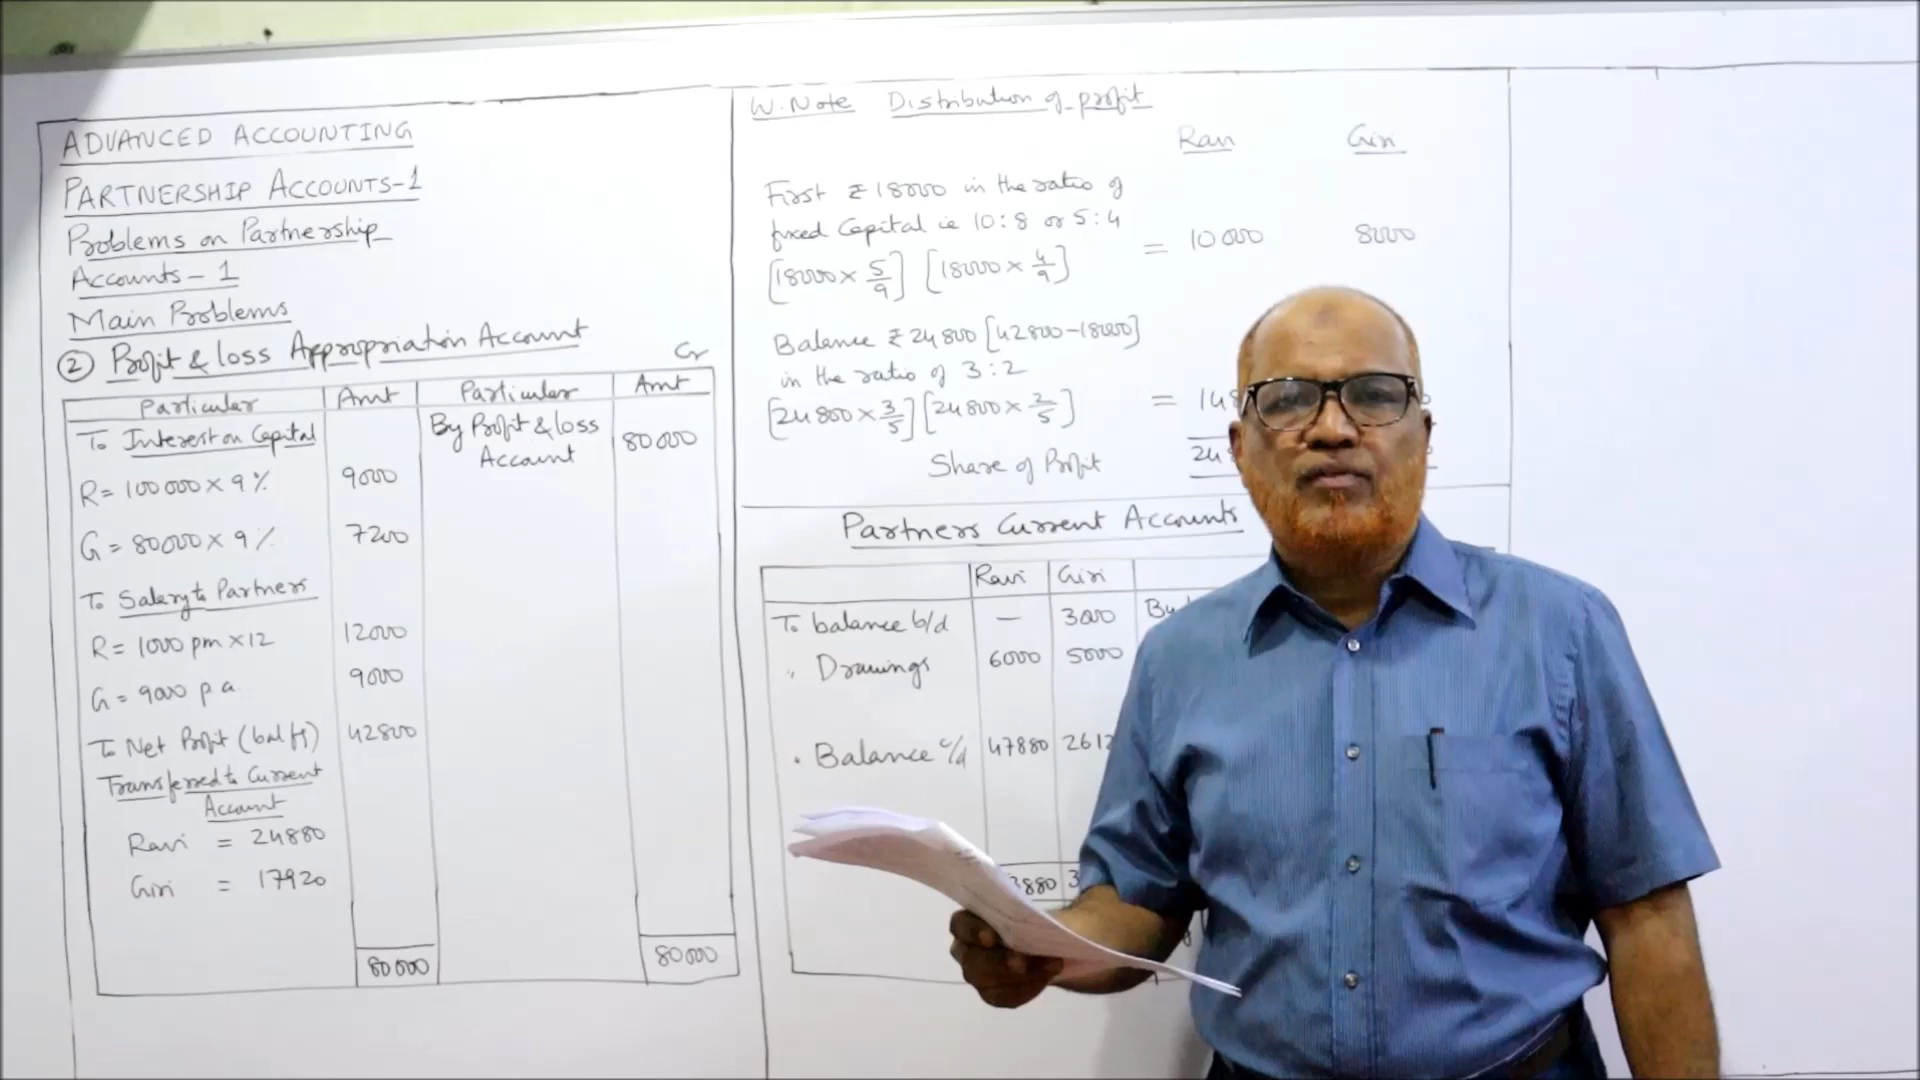 ADVANCED ACCOUNTING
PARTNERSHIP ACCOUNTS-1
Problems on Partnership
Accounts-1
Main Problems
② Profit & loss Appropriation Account
Cr
Particular Amt Particular Amt
To Interest on Capital By Profit & loss Account 80000
R = 100000 × 9% 9000
G = 80000 × 9% 7200
To Salary to Partners
R = 1000 pm × 12 12000
G = 9000 p.a 9000
To Net Profit (bal fg) 42800
Transferred to Current
Account
Ravi = 24880
Giri = 17920
80000 80000
W. Note Distribution of profit
Ravi Giri
First ₹ 18000 in the ratio of
fixed Capital ie 10:8 or 5:4
[18000 × 5/9] [18000 × 4/9] = 10000 8000
Balance ₹ 24800 [42800-18000]
in the ratio of 3:2
[24800 × 3/5] [24800 × 2/5] =
Share of Profit
Partners Current Accounts
Ravi Giri
To balance b/d — 3000 By
" Drawings 6000 5000
" Balance c/d 47880